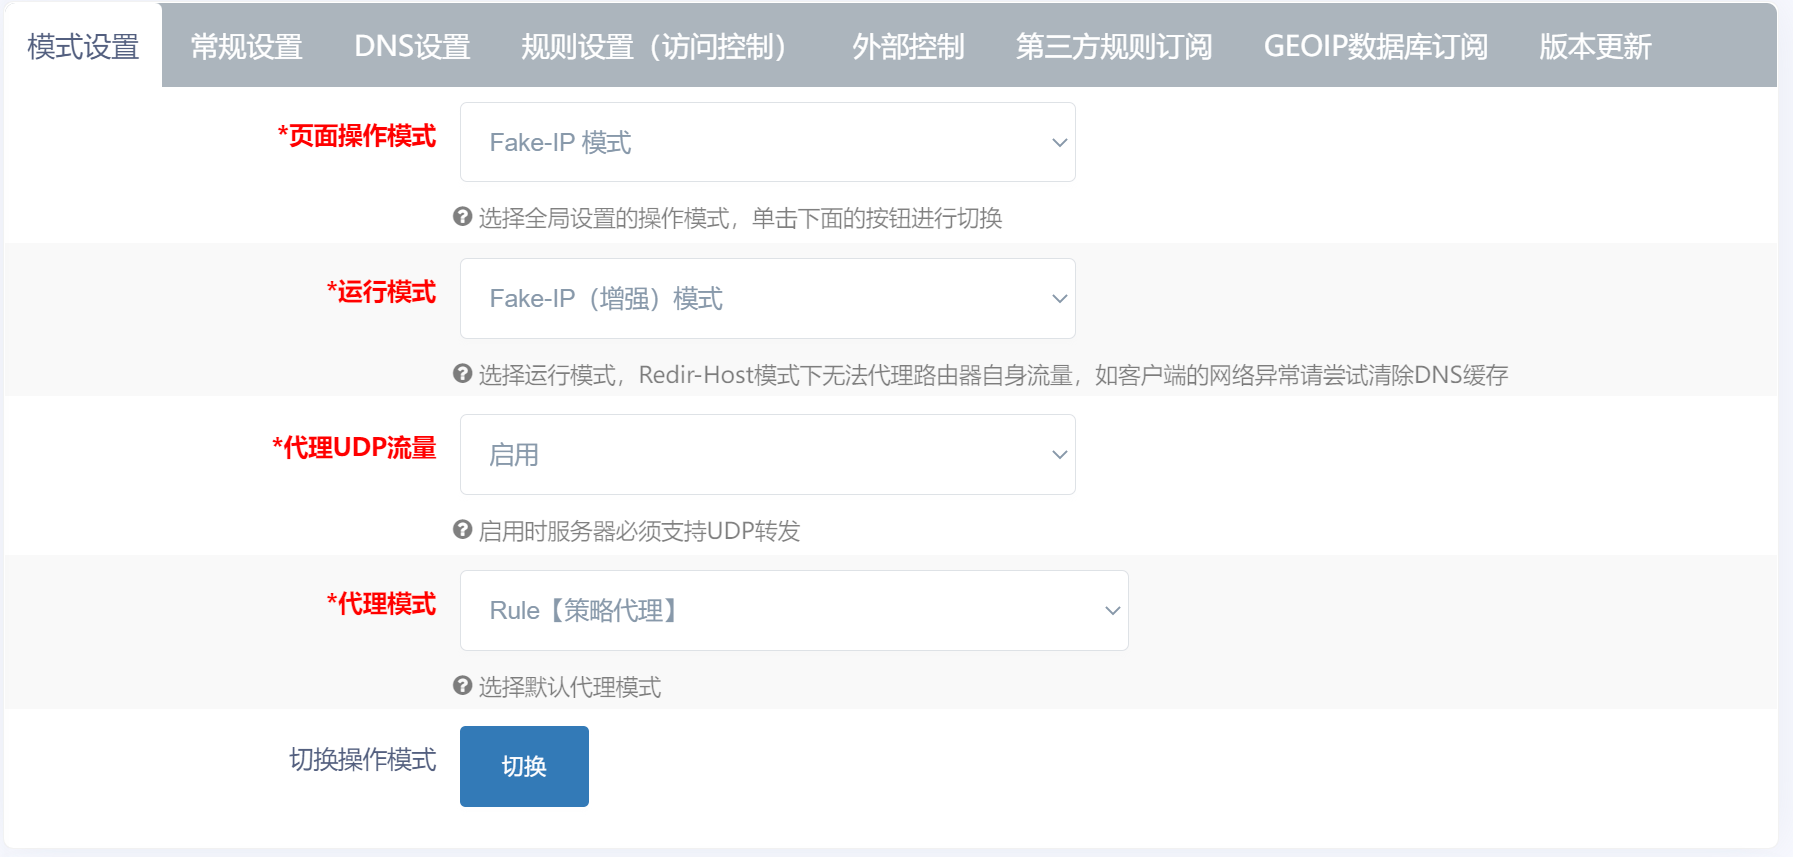 模式设置 常规设置 DNS设置 规则设置（访问控制） 外部控制 第三方规则订阅 GEOIP数据库订阅 版本更新
*页面操作模式 Fake-IP 模式
选择全局设置的操作模式，单击下面的按钮进行切换
*运行模式 Fake-IP（增强）模式
选择运行模式，Redir-Host模式下无法代理路由器自身流量，如客户端的网络异常请尝试清除DNS缓存
*代理UDP流量 启用
启用时服务器必须支持UDP转发
*代理模式 Rule【策略代理】
选择默认代理模式
切换操作模式 切换